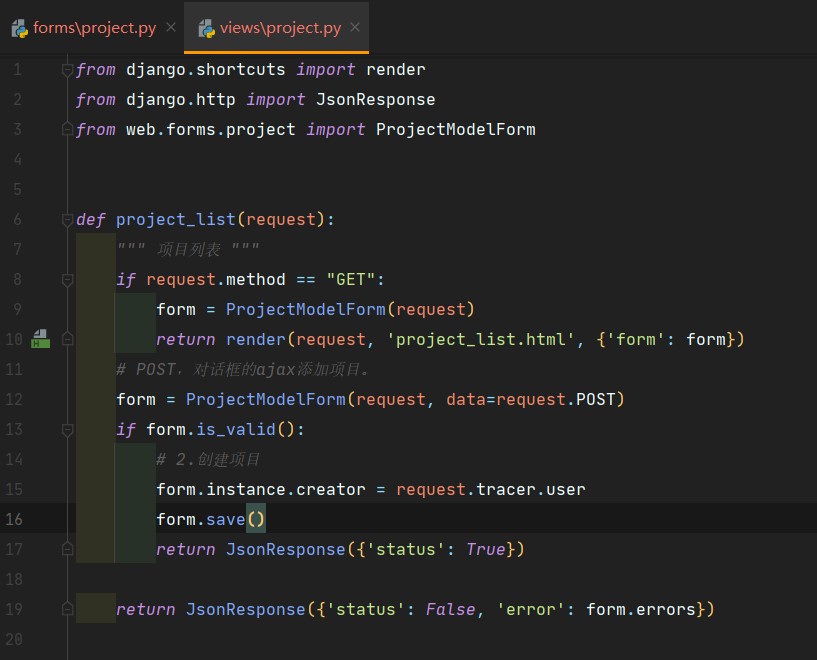 forms\project.py
views\project.py
1 from django.shortcuts import render
2 from django.http import JsonResponse
3 from web.forms.project import ProjectModelForm
4
5
6 def project_list(request):
7     """ 项目列表 """
8     if request.method == "GET":
9         form = ProjectModelForm(request)
10         return render(request, 'project_list.html', {'form': form})
11     # POST，对话框的ajax添加项目。
12     form = ProjectModelForm(request, data=request.POST)
13     if form.is_valid():
14         # 2.创建项目
15         form.instance.creator = request.tracer.user
16         form.save()
17         return JsonResponse({'status': True})
18
19     return JsonResponse({'status': False, 'error': form.errors})
20